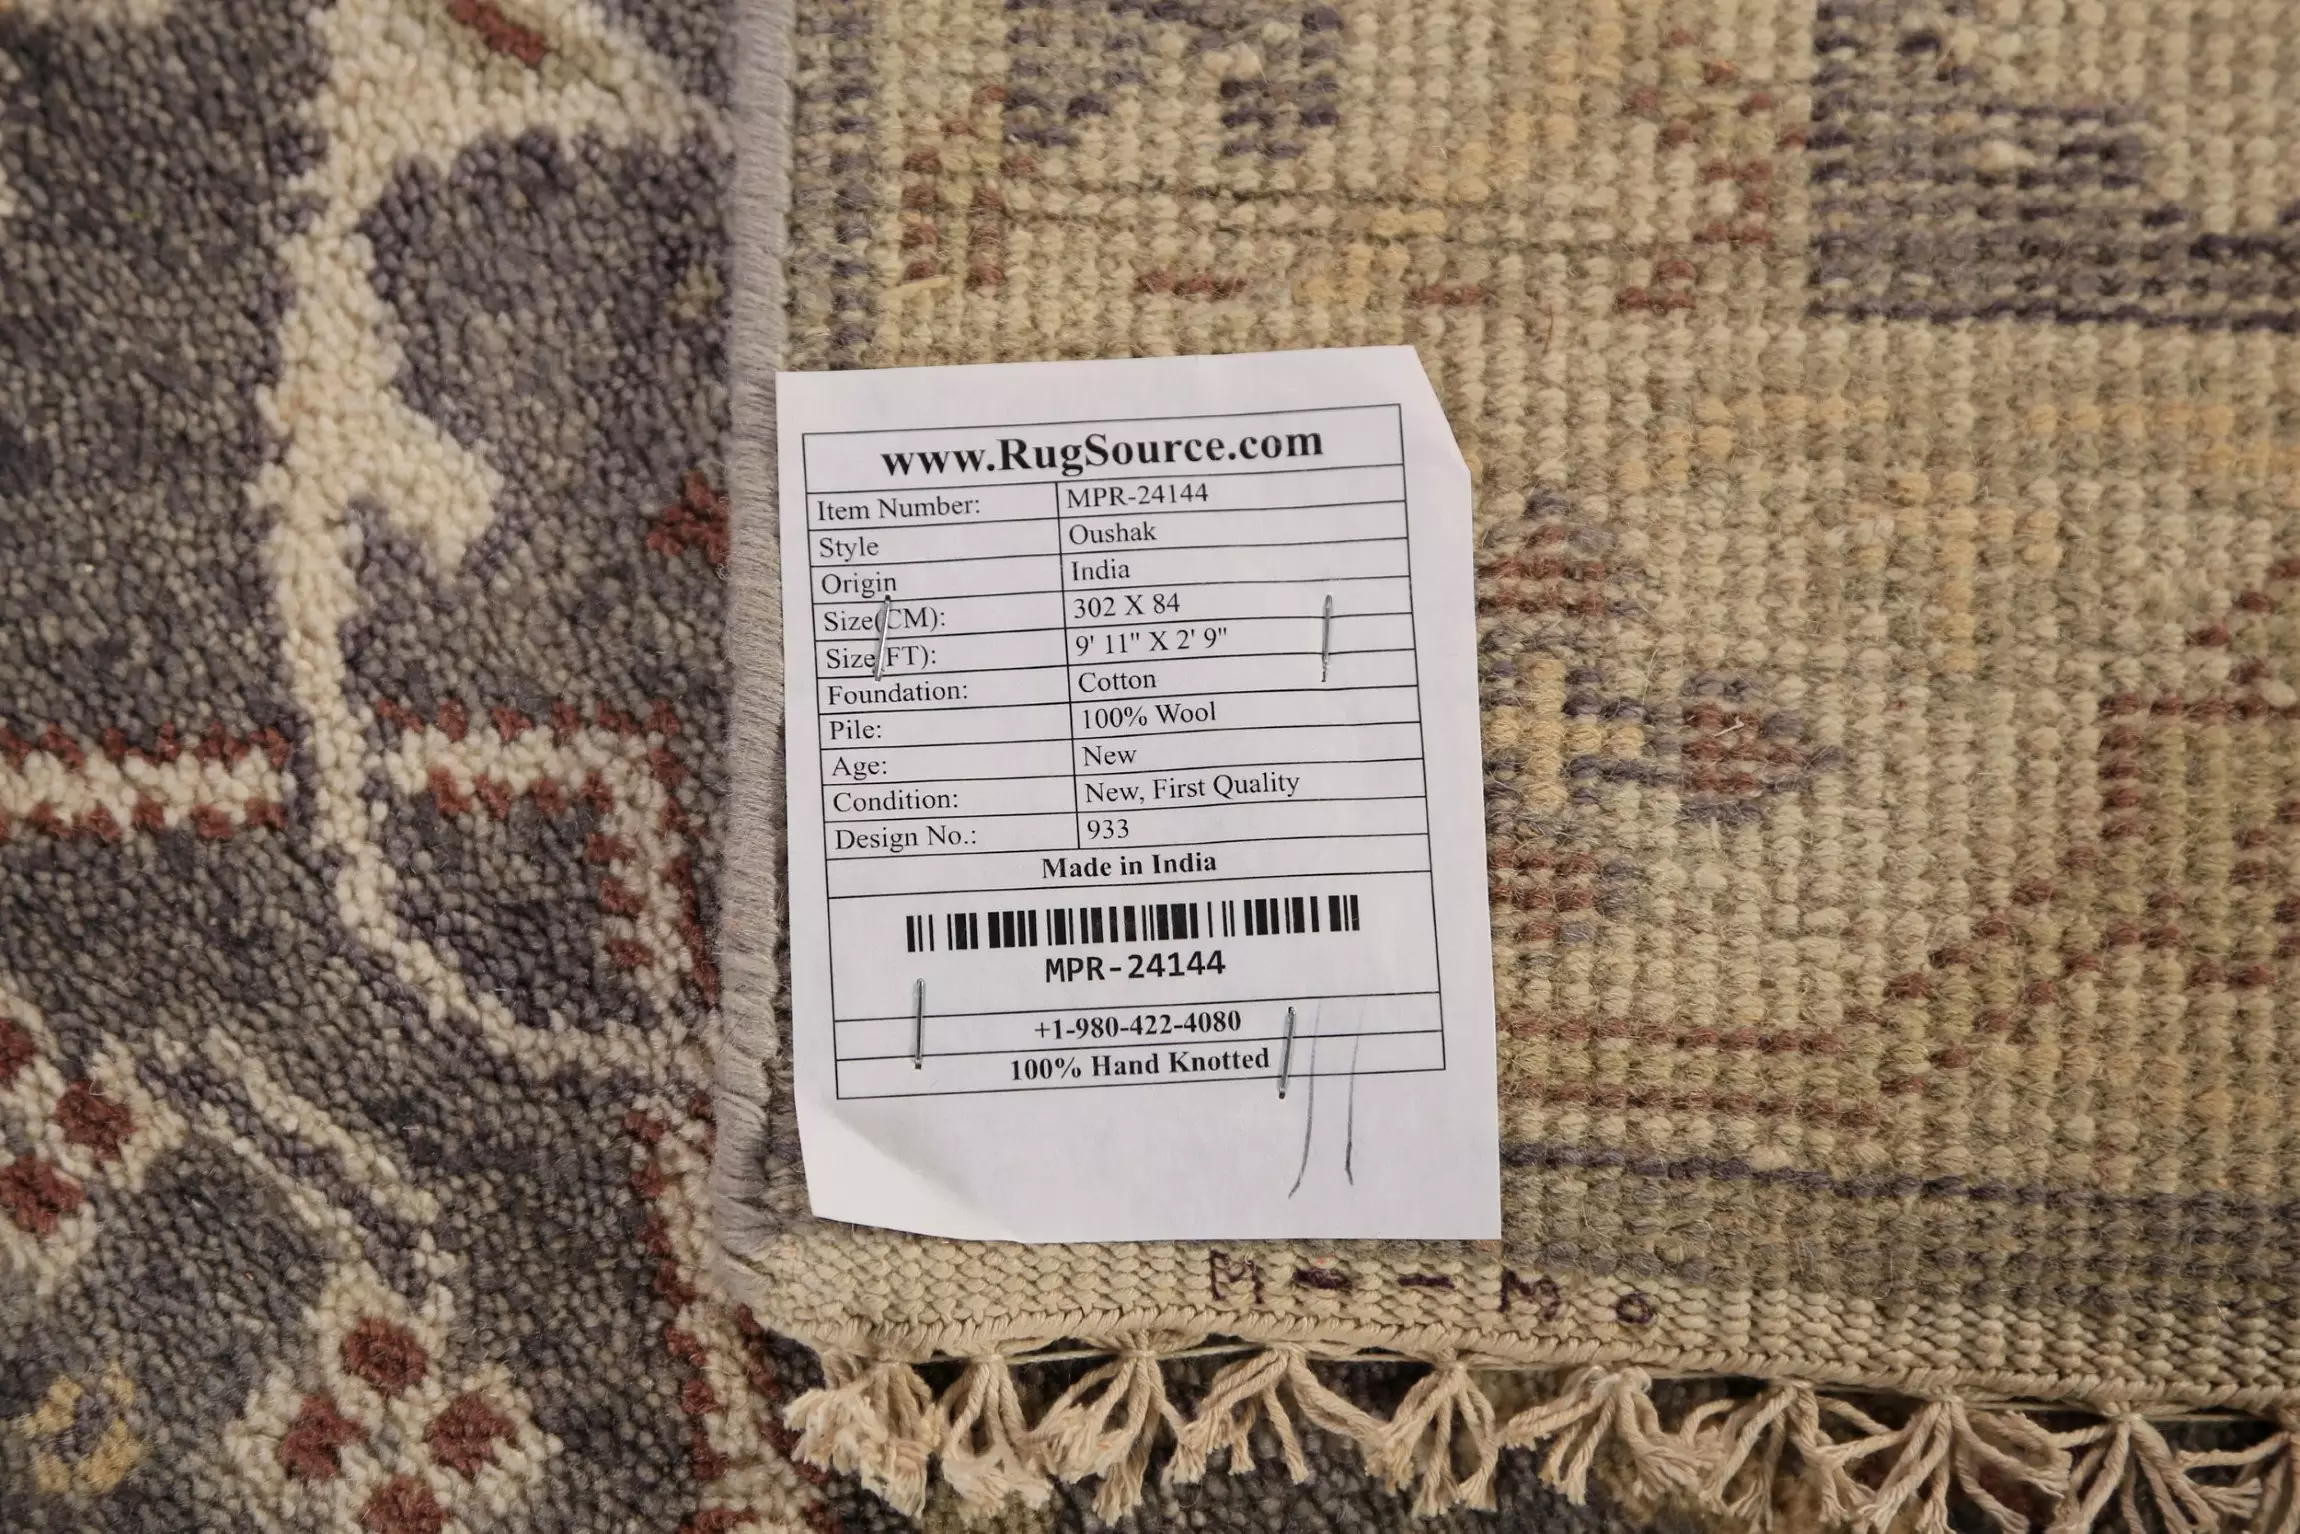 www.RugSource.com
Item Number: MPR-24144
Style Oushak
Origin India
Size(CM): 302 X 84
Size(FT): 9' 11" X 2' 9"
Foundation: Cotton
Pile: 100% Wool
Age: New
Condition: New, First Quality
Design No.: 933
Made in India
MPR-24144
+1-980-422-4080
100% Hand Knotted